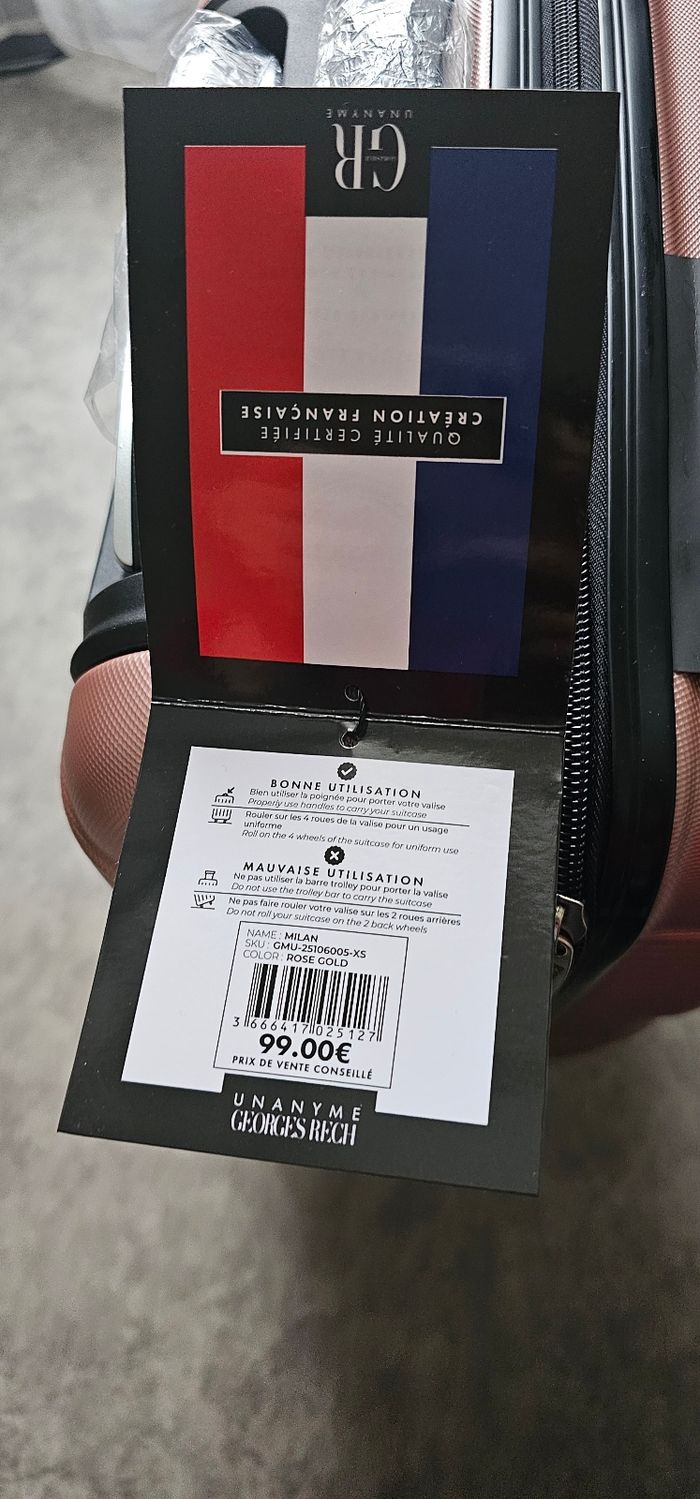 UNANYME
GR
QUALITÉ CERTIFIÉE
CRÉATION FRANÇAISE
BONNE UTILISATION
Bien utiliser la poignée pour porter votre valise
Properly use handles to carry your suitcase
Rouler sur les 4 roues de la valise pour un usage
uniforme
Roll on the 4 wheels of the suitcase for uniform use
MAUVAISE UTILISATION
Ne pas utiliser la barre trolley pour porter la valise
Do not use the trolley bar to carry the suitcase
Ne pas faire rouler votre valise sur les 2 roues arrières
Do not roll your suitcase on the 2 back wheels
NAME : MILAN
SKU : GMU-25106005-XS
COLOR : ROSE GOLD
3 666417 025127
99.00€
PRIX DE VENTE CONSEILLÉ
UNANYME
GEORGES RECH